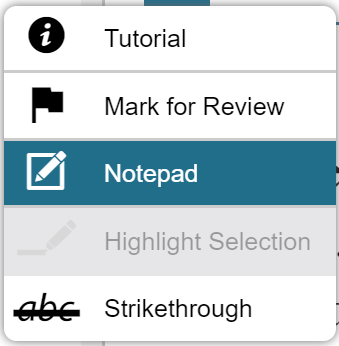 Tutorial
Mark for Review
Notepad
Highlight Selection
abc Strikethrough